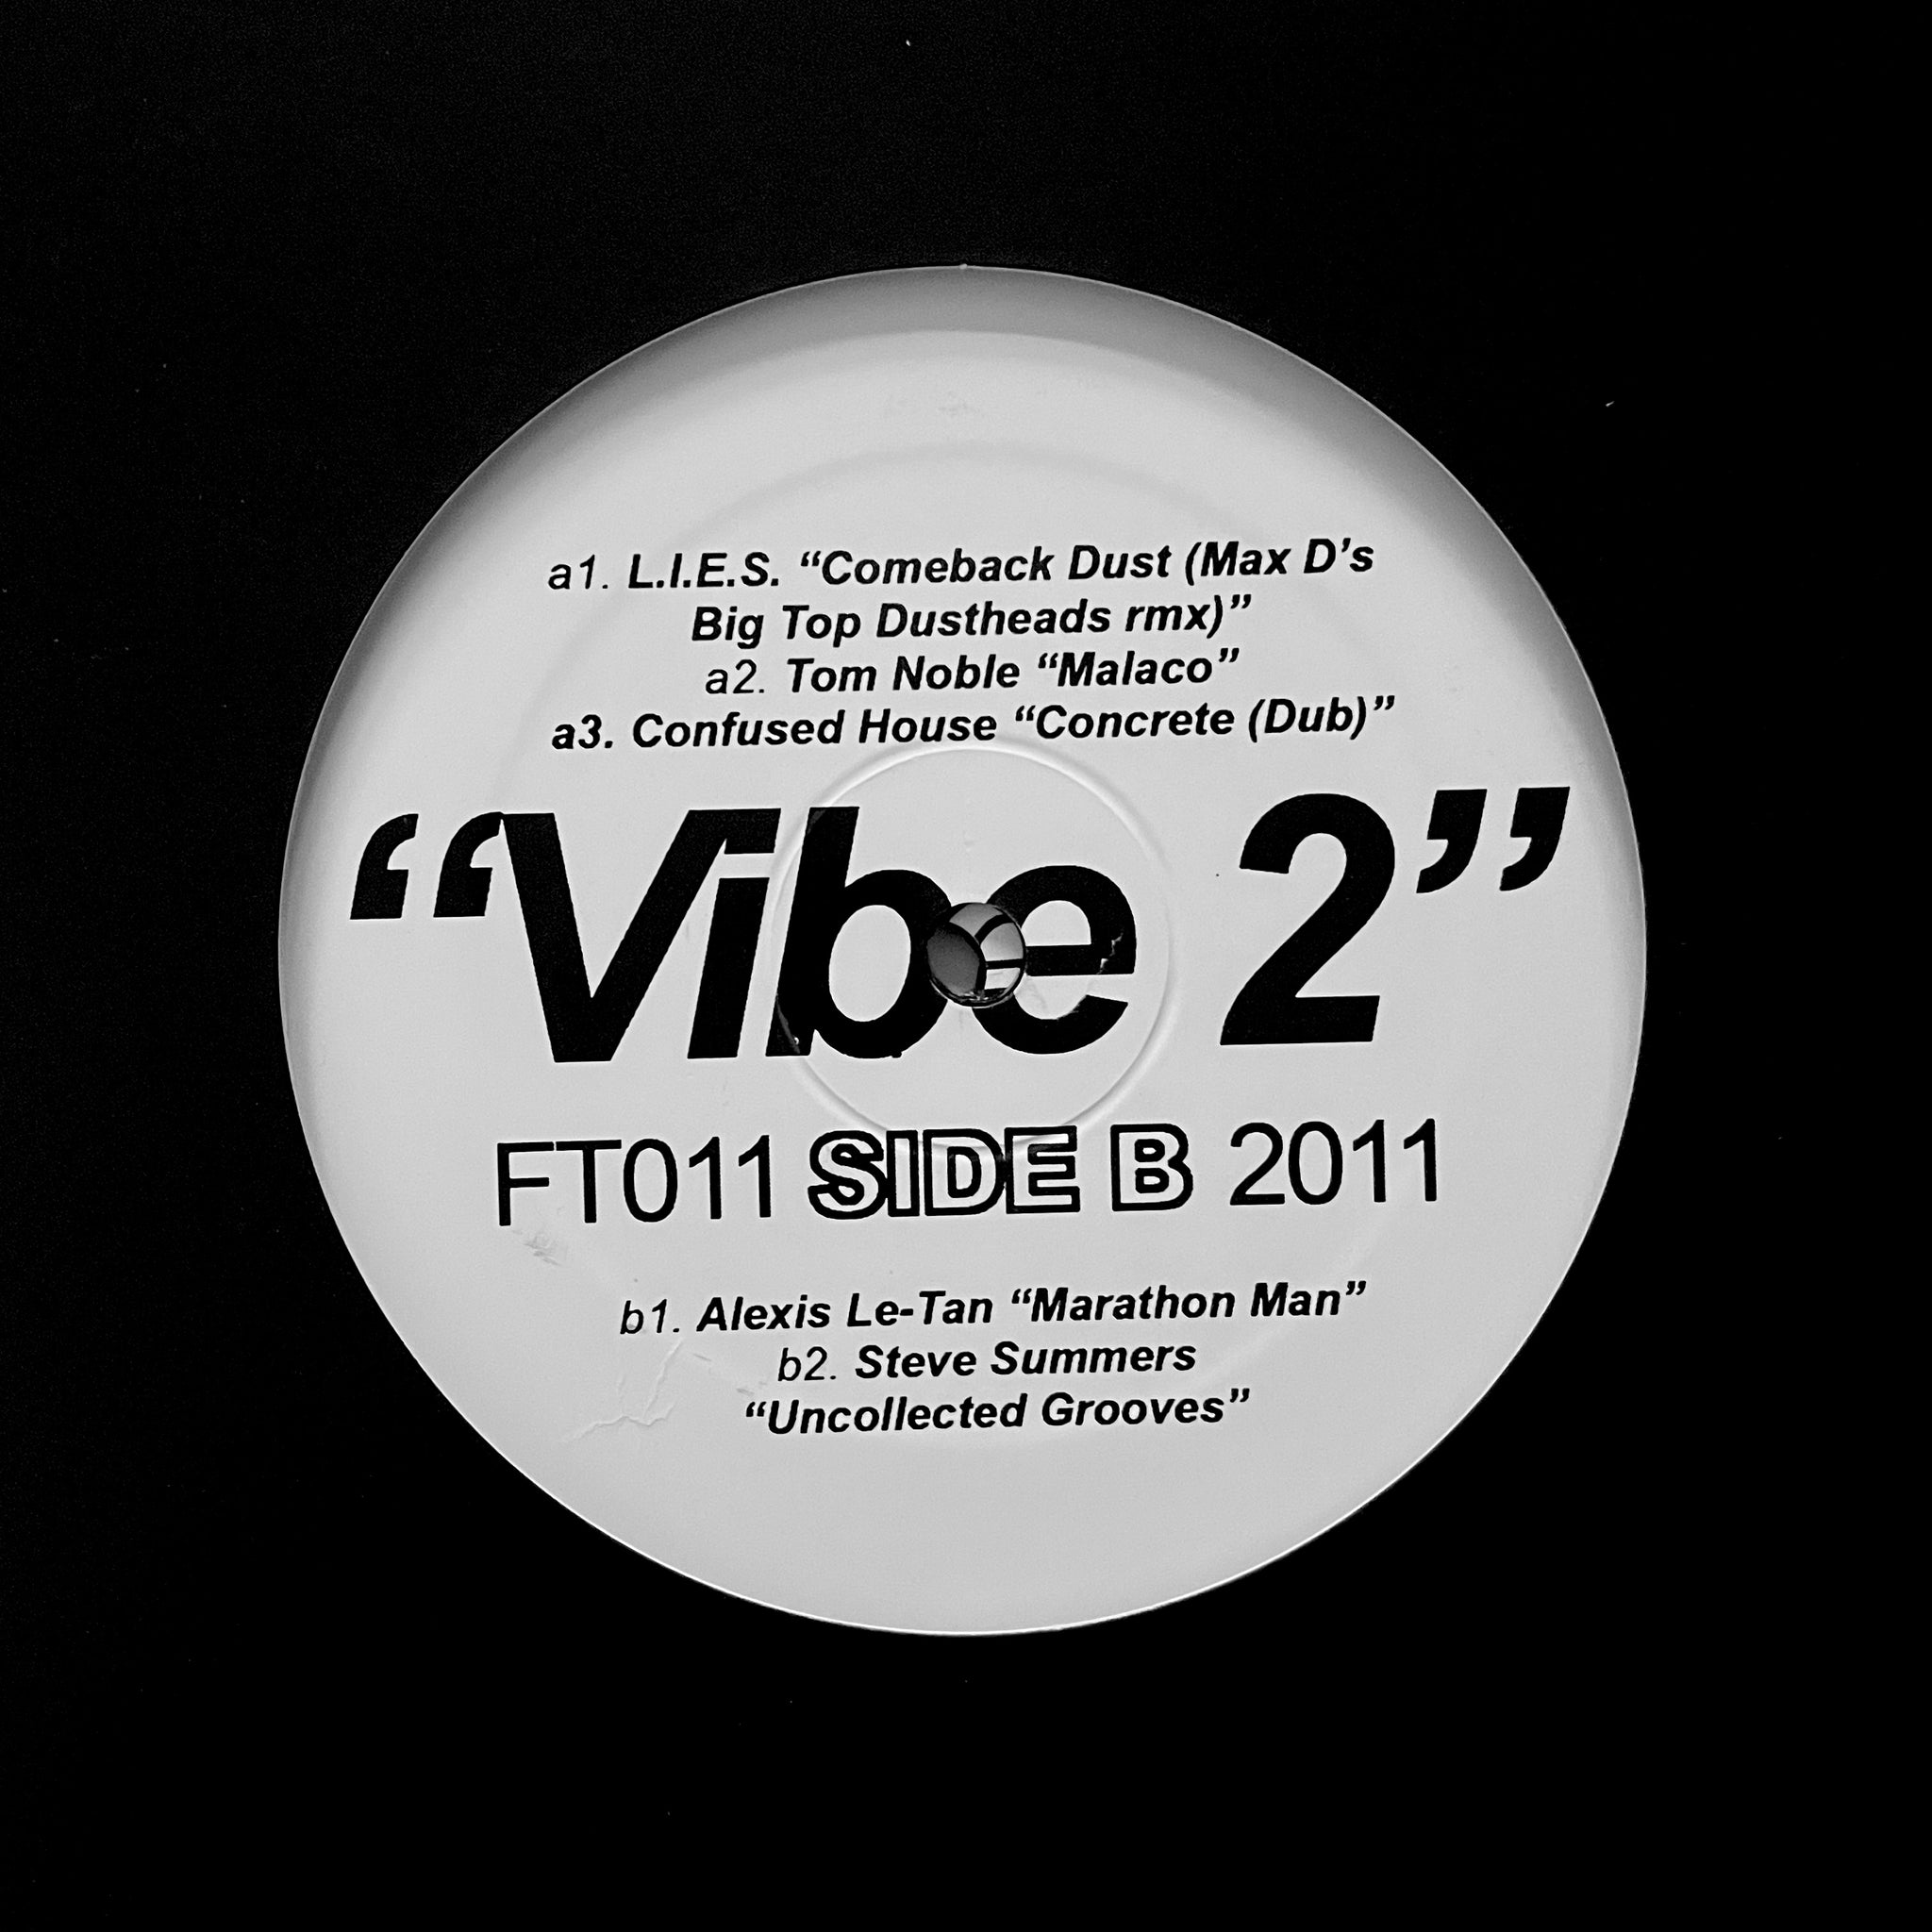 a1. L.I.E.S. “Comeback Dust (Max D’s
Big Top Dustheads rmx)”
a2. Tom Noble “Malaco”
a3. Confused House “Concrete (Dub)”
“Vibe 2”
FT011 SIDE B 2011
b1. Alexis Le-Tan “Marathon Man”
b2. Steve Summers
“Uncollected Grooves”